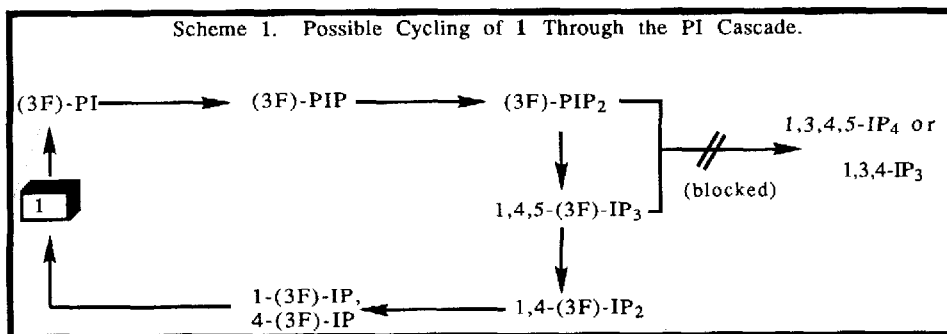 Scheme 1. Possible Cycling of 1 Through the PI Cascade.
(3F)-PI
(3F)-PIP
(3F)-PIP2
1,3,4,5-IP4 or
1,3,4-IP3
(blocked)
1
1,4,5-(3F)-IP3
1-(3F)-IP,
4-(3F)-IP
1,4-(3F)-IP2